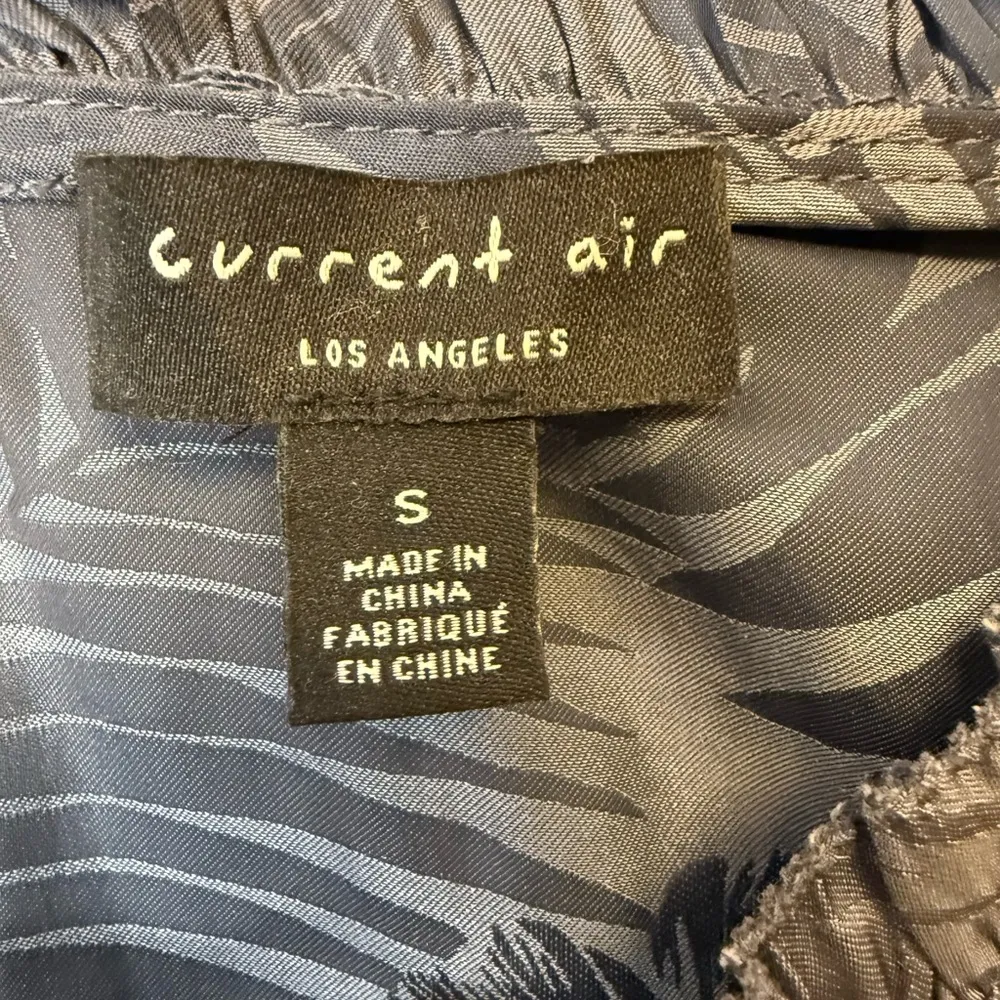 current air
LOS ANGELES
S
MADE IN
CHINA
FABRIQUÉ
EN CHINE